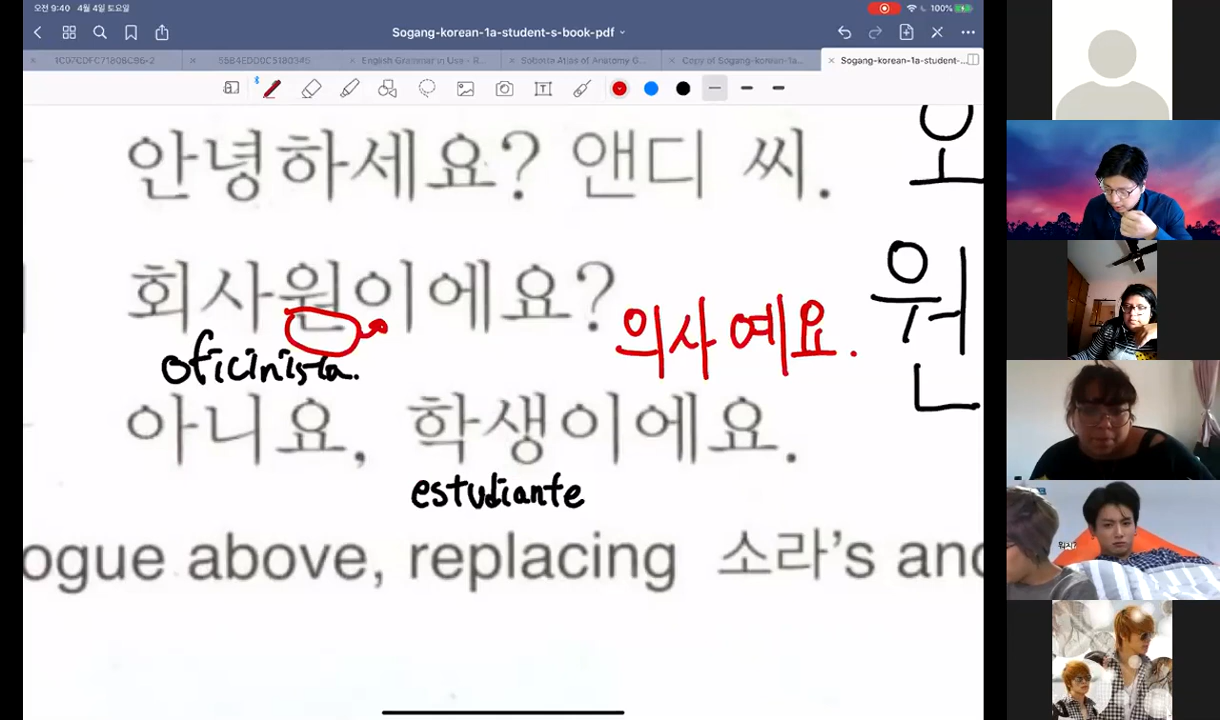 오전 9:40 4월 4일 토요일
100%
Sogang-korean-1a-student-s-book-pdf
1C07CDFC71808C86-2
English Grammar in Use - R...
Sobotta Atlas of Anatomy G...
Copy of Sogang-korean-1a...
Sogang-korean-1a-student-...
안녕하세요? 앤디 씨.
요
회사원이에요?
의사예요.
원
oficinista.
아니요, 학생이에요.
estudiante
ogue above, replacing 소라's and